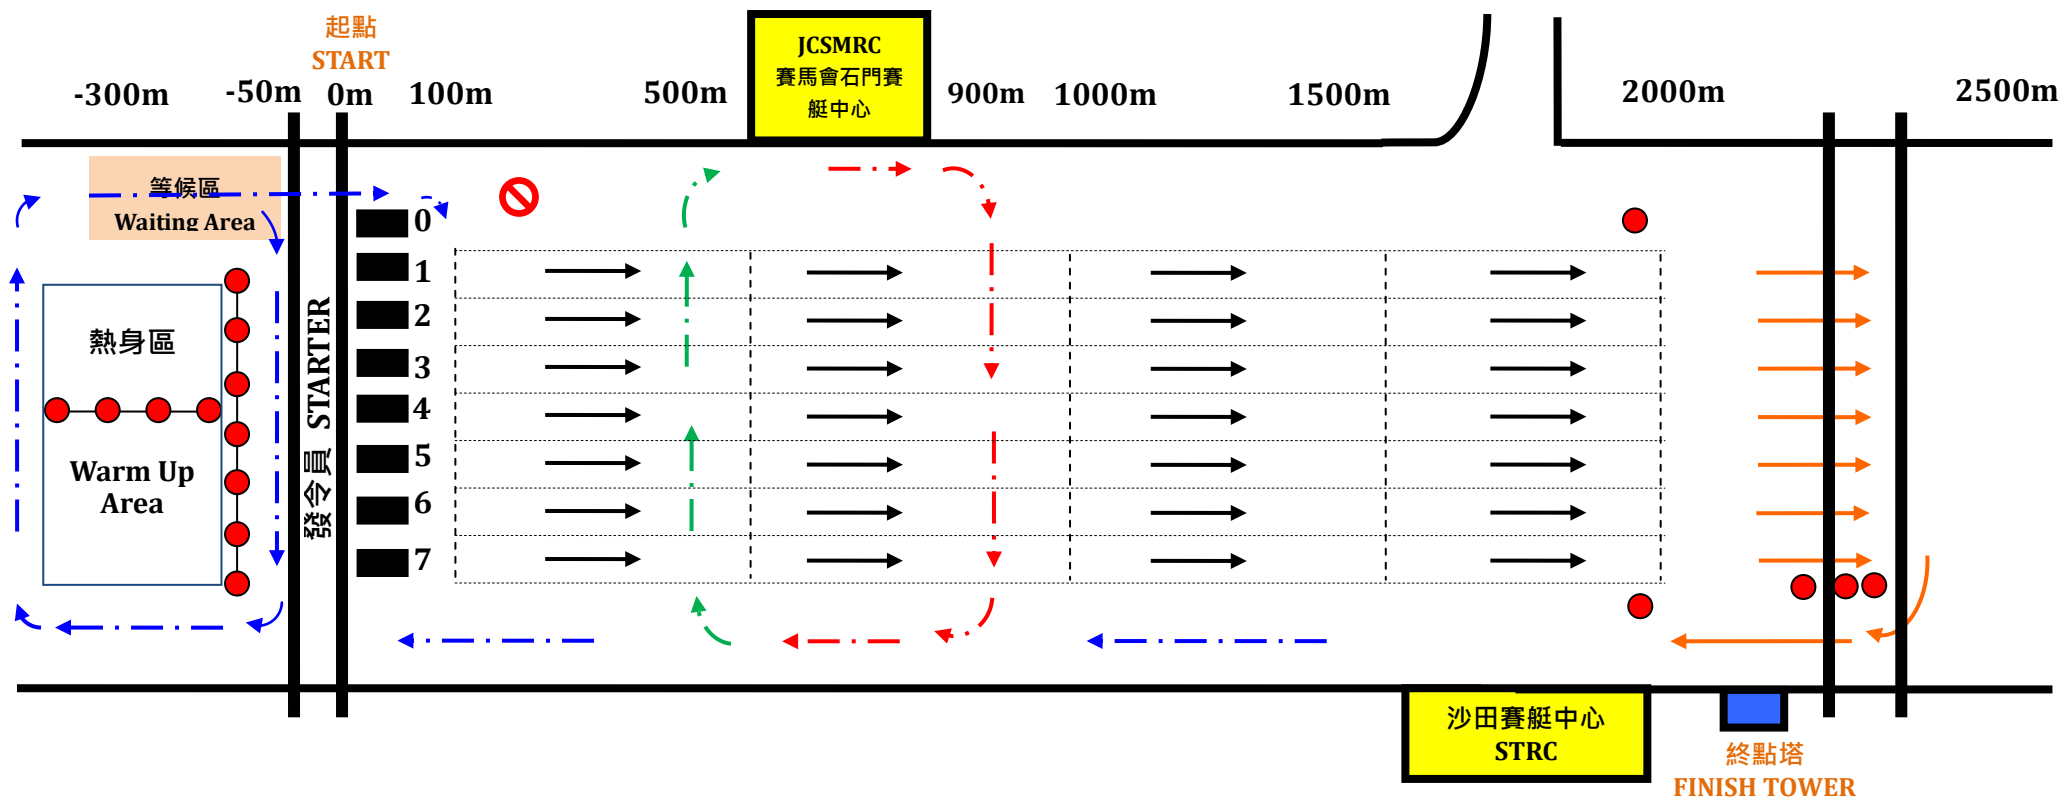 起點
START
-300m
-50m
0m
100m
500m
JCSMRC
賽馬會石門賽
艇中心
900m
1000m
1500m
2000m
2500m
等候區
Waiting Area
熱身區
Warm Up
Area
發令員 STARTER
0
1
2
3
4
5
6
7
沙田賽艇中心
STRC
終點塔
FINISH TOWER